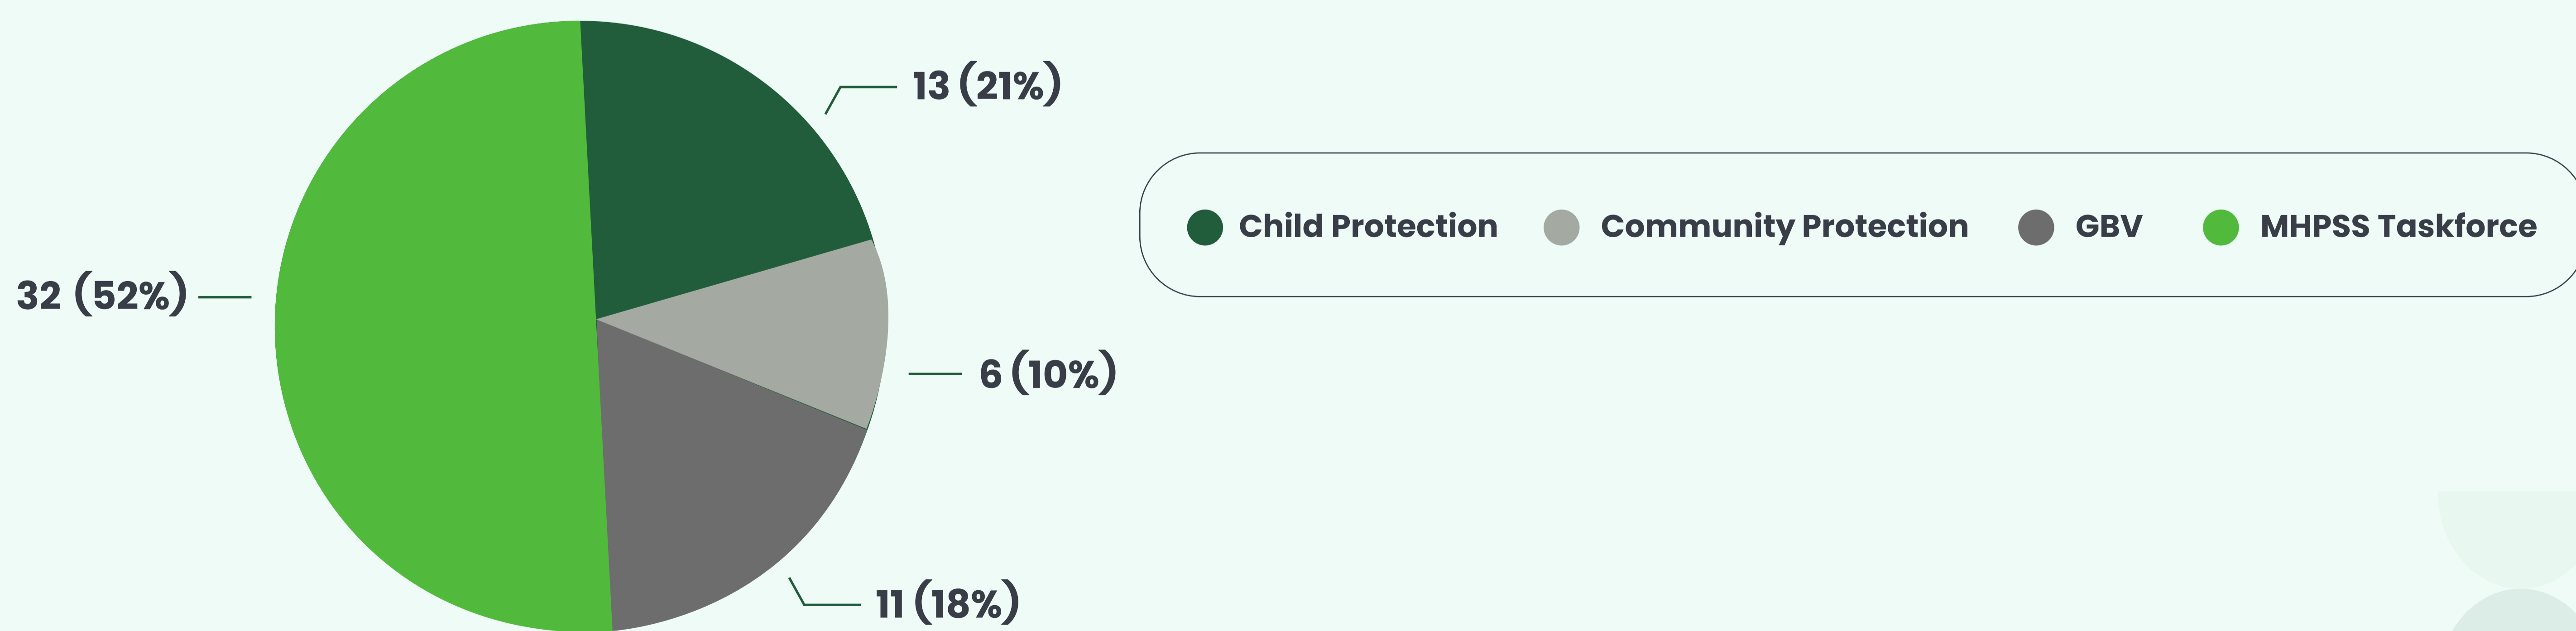 13 (21%)
Child Protection
Community Protection
GBV
MHPSS Taskforce
32 (52%)
6 (10%)
11 (18%)